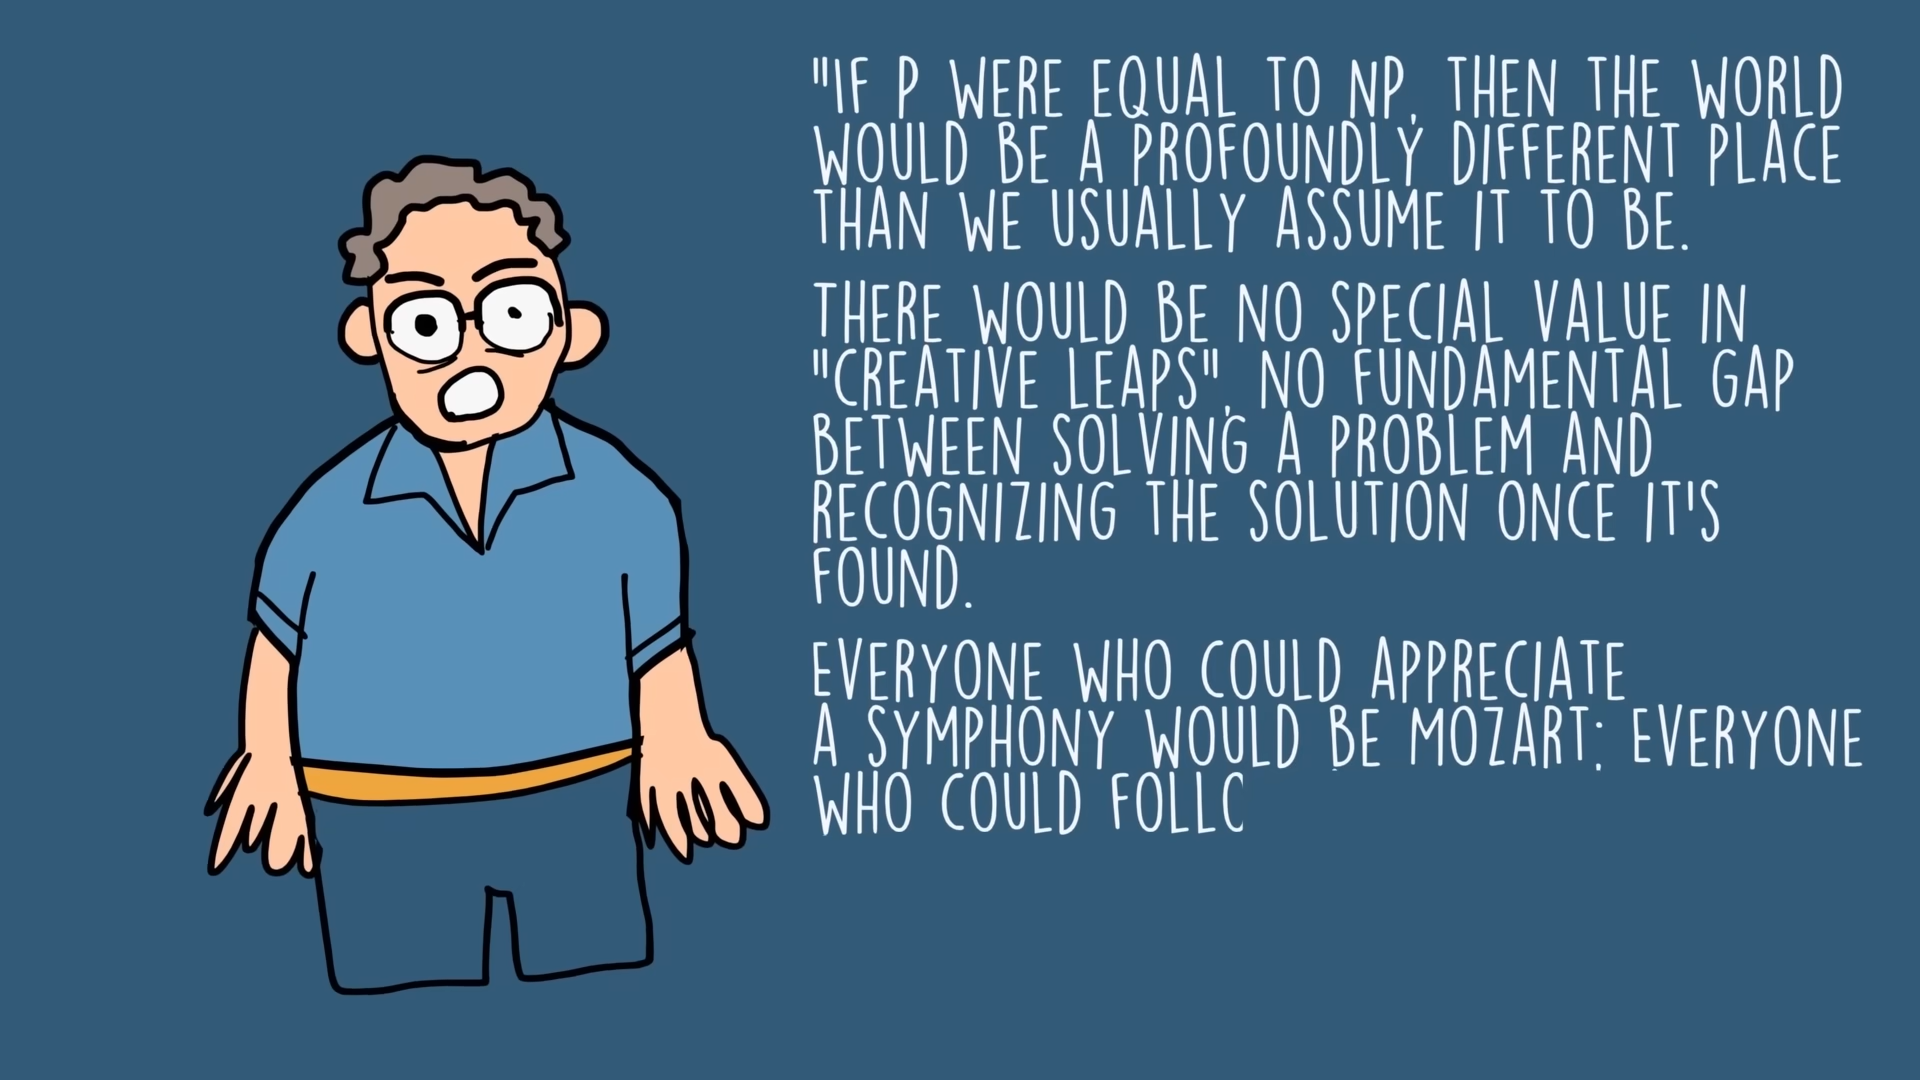 "IF P WERE EQUAL TO NP, THEN THE WORLD
WOULD BE A PROFOUNDLY DIFFERENT PLACE
THAN WE USUALLY ASSUME IT TO BE.
THERE WOULD BE NO SPECIAL VALUE IN
"CREATIVE LEAPS", NO FUNDAMENTAL GAP
BETWEEN SOLVING A PROBLEM AND
RECOGNIZING THE SOLUTION ONCE IT'S
FOUND.
EVERYONE WHO COULD APPRECIATE
A SYMPHONY WOULD BE MOZART; EVERYONE
WHO COULD